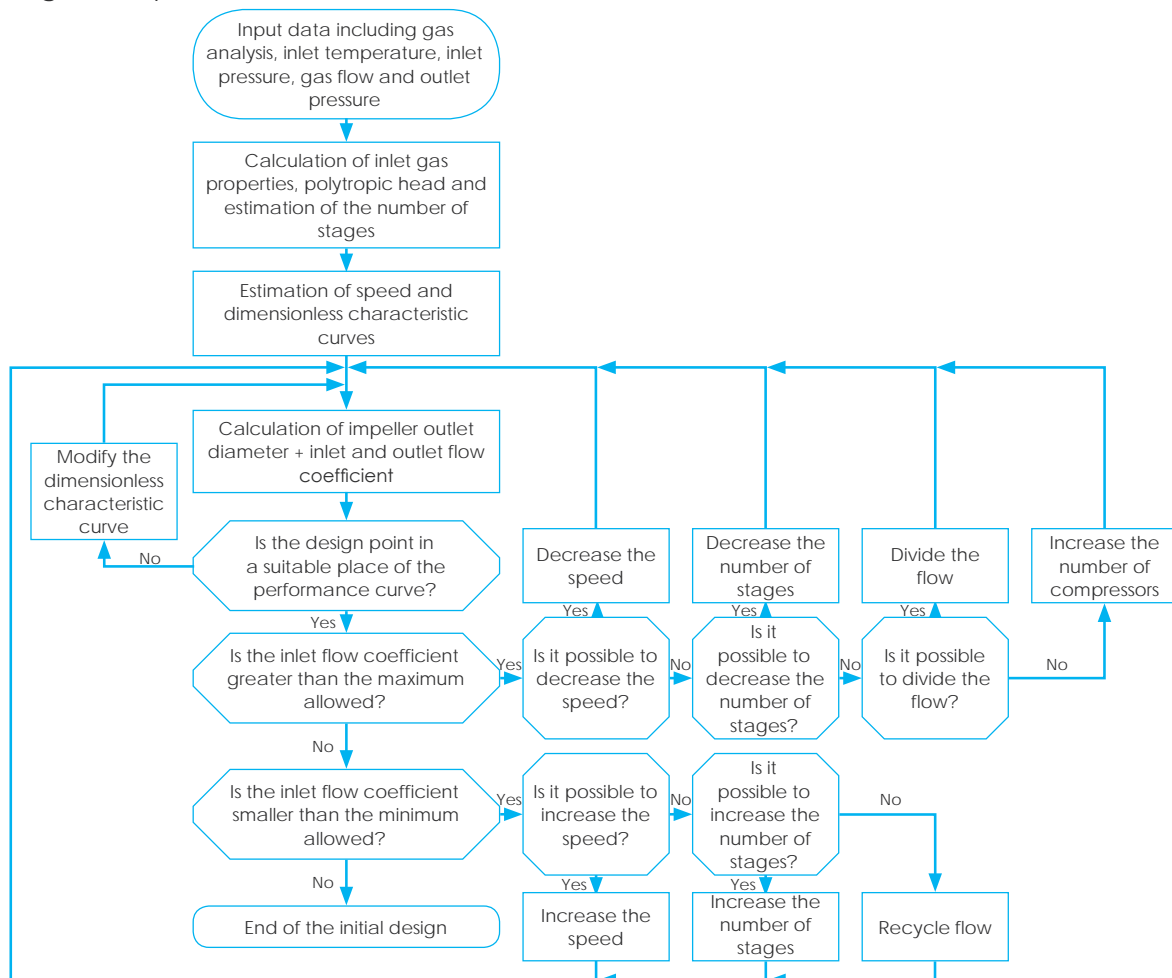 Input data including gas
analysis, inlet temperature, inlet
pressure, gas flow and outlet
pressure
Calculation of inlet gas
properties, polytropic head and
estimation of the number of
stages
Estimation of speed and
dimensionless characteristic
curves
Calculation of impeller outlet
diameter + inlet and outlet flow
coefficient
Modify the
dimensionless
characteristic
curve
No
Is the design point in
a suitable place of the
performance curve?
Yes
Decrease the
speed
Decrease the
number of
stages
Divide the
flow
Increase the
number of
compressors
Yes
Yes
Yes
Is the inlet flow coefficient
greater than the maximum
allowed?
Yes
Is it possible to
decrease the
speed?
No
Is it
possible to
decrease the
number of
stages?
No
Is it possible
to divide the
flow?
No
No
Is the inlet flow coefficient
smaller than the minimum
allowed?
Yes
Is it possible to
increase the
speed?
No
Is it
possible to
increase the
number of
stages?
No
No
Yes
Yes
End of the initial design
Increase the
speed
Increase the
number of
stages
Recycle flow